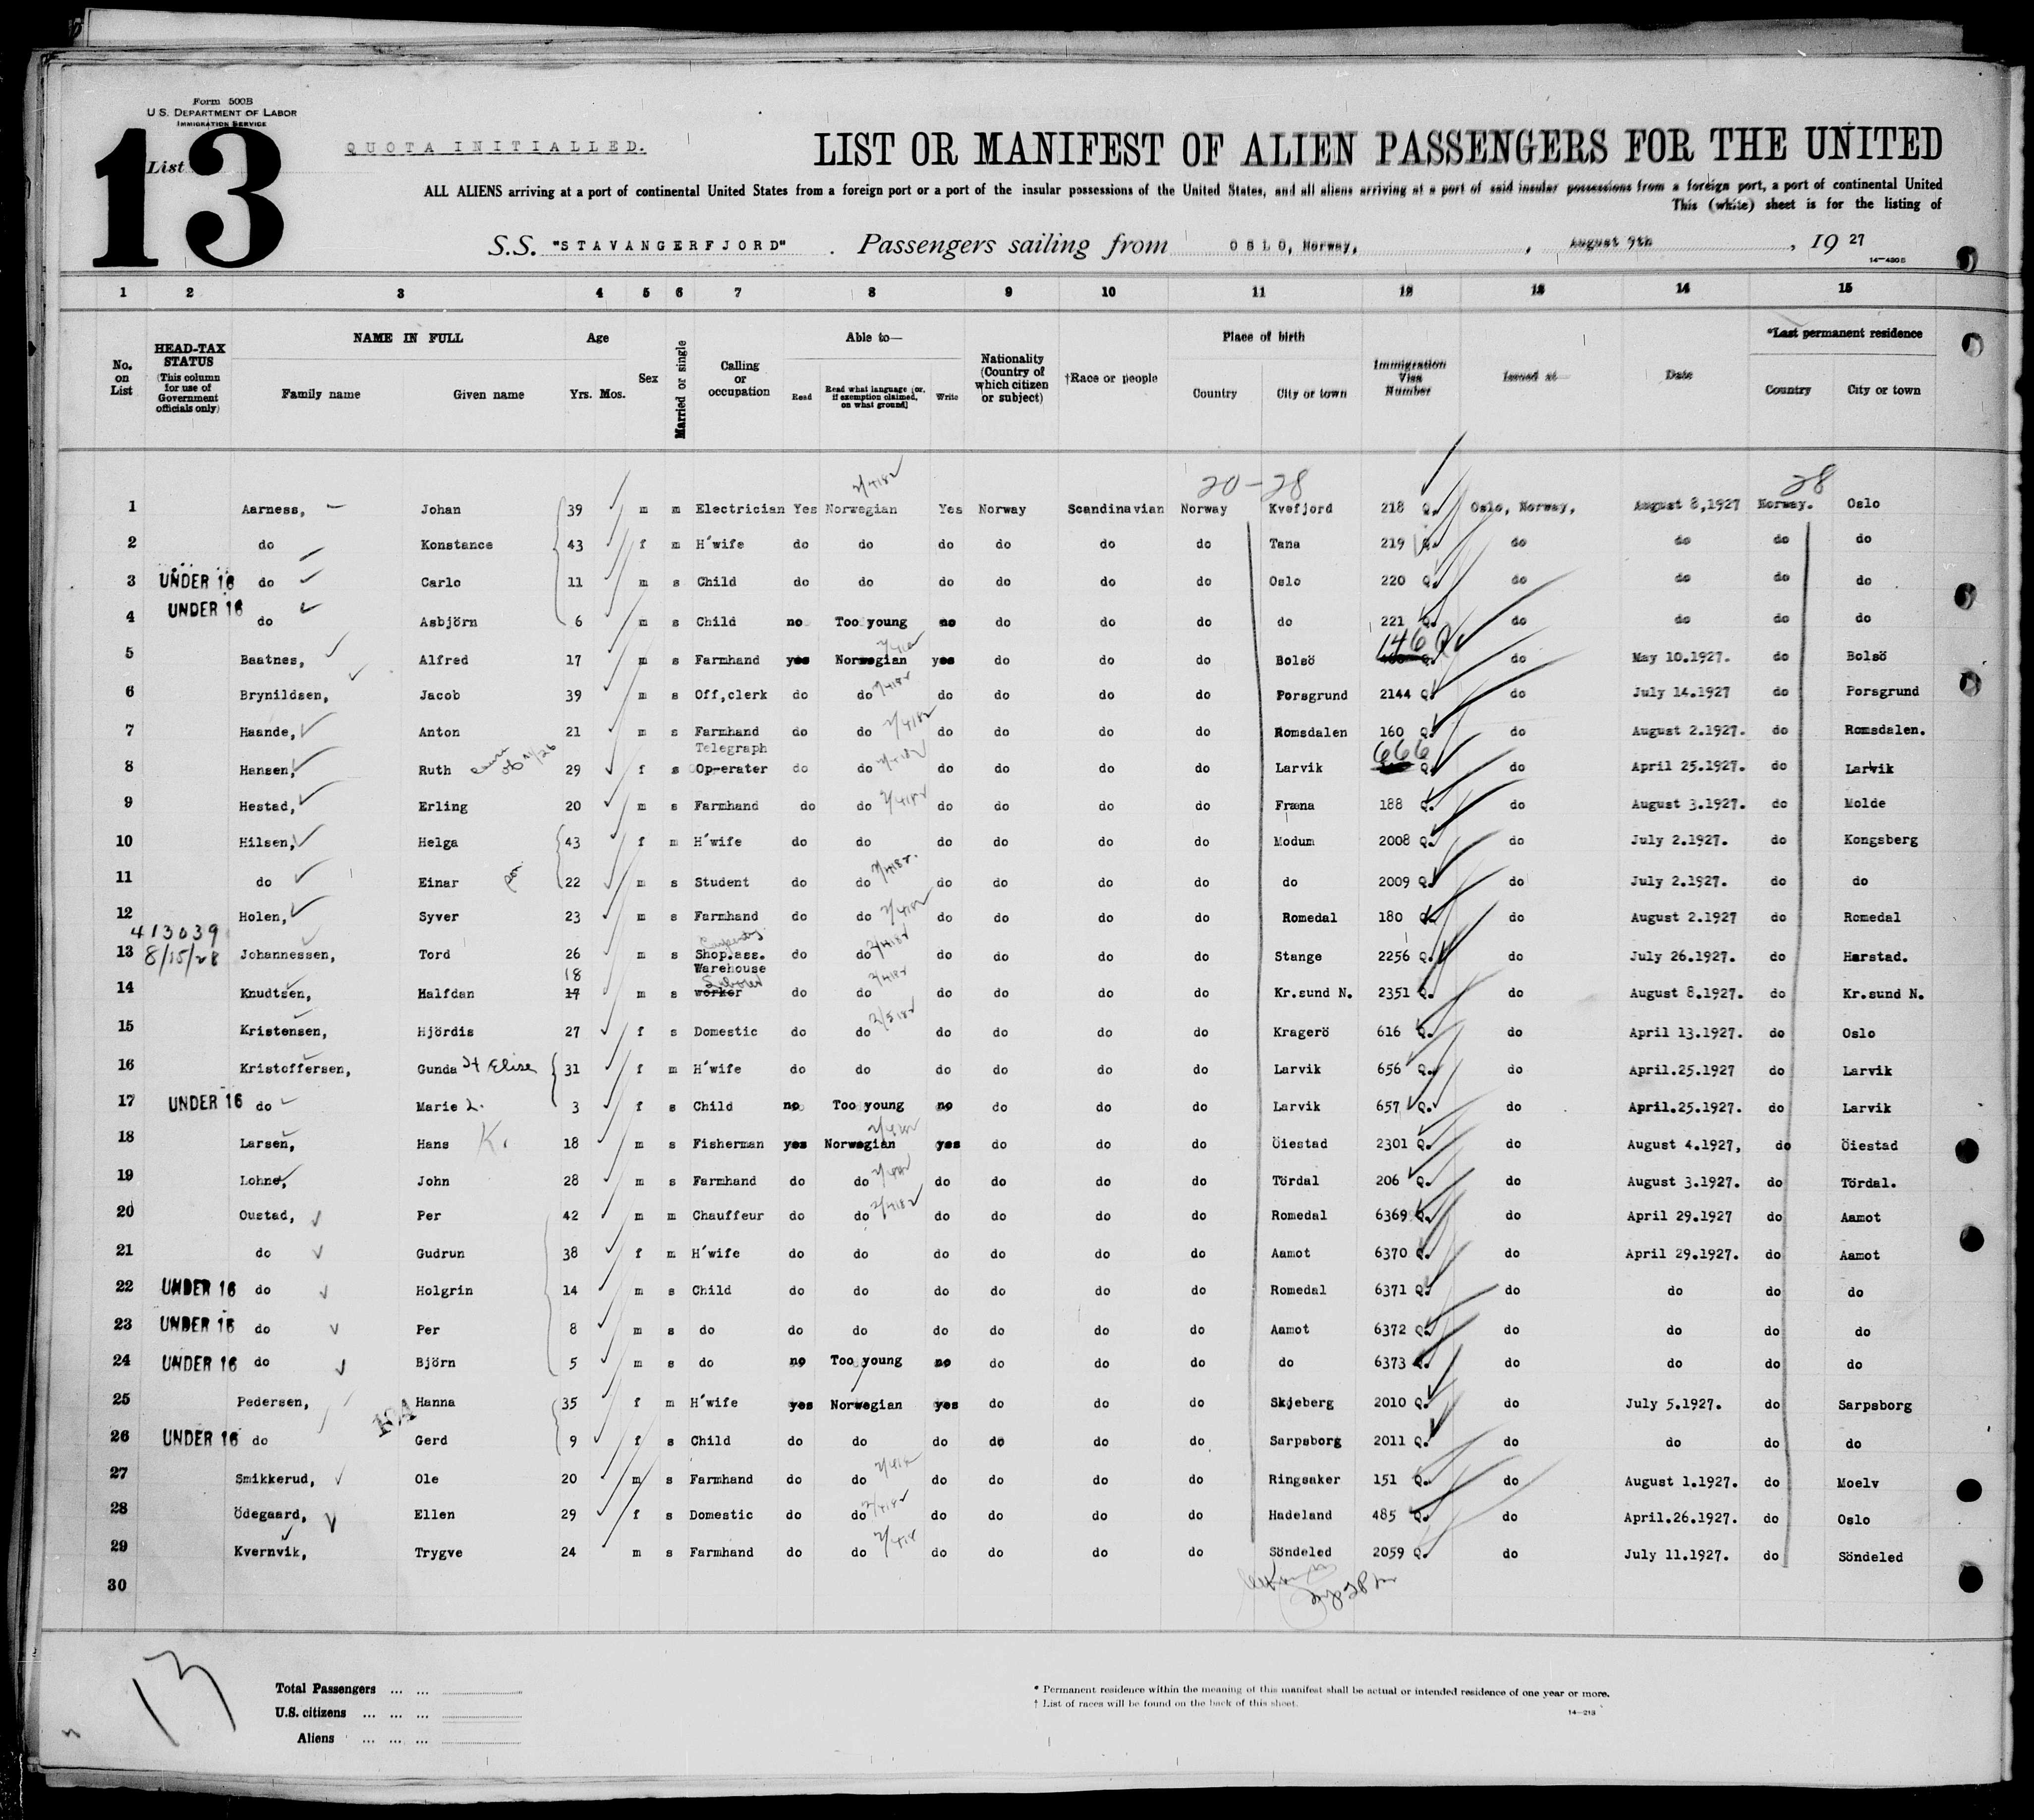 Form 500B
U.S. DEPARTMENT OF LABOR
IMMIGRATION SERVICE
List 13
QUOTA INITIALLED.
LIST OR MANIFEST OF ALIEN PASSENGERS FOR THE UNITED
ALL ALIENS arriving at a port of continental United States from a foreign port or a port of the insular possessions of the United States, and all aliens arriving at a port of said insular possessions from a foreign port, a port of continental United
This (white) sheet is for the listing of
S.S. "STAVANGERFJORD". Passengers sailing from OSLO, Norway, , August 9th , 19 27
14-430B
1 2 3 4 5 6 7 8 9 10 11 12 13 14 15
No. on List HEAD-TAX STATUS (This column for use of Government officials only) NAME IN FULL Family name Given name Age Yrs. Mos. Sex Married or single Calling or occupation Able to— Read Read what language [or, if exemption claimed, on what ground] Write Nationality (Country of which citizen or subject) †Race or people Place of birth Country City or town Immigration Visa Number Issued at Date *Last permanent residence Country City or town
20-28 28
1 Aarness, Johan 39 m m Electrician Yes Norwegian Yes Norway Scandinavian Norway Kvefjord 218 Q. Oslo, Norway, August 8,1927 Norway. Oslo
2 do Konstance 43 f m H'wife do do do do do do Tana 219 Q. do do do do
3 UNDER 16 do Carlo 11 m s Child do do do do do do Oslo 220 Q. do do do do
4 UNDER 16 do Asbjörn 6 m s Child no Too young no do do do do 221 Q. do do do do
5 Baatnes, Alfred 17 m s Farmhand yes Norwegian yes do do do Bolsö 146 Q. do May 10.1927. do Bolsö
6 Brynildsen, Jacob 39 m s Off,clerk do do do do do do Porsgrund 2144 Q. do July 14.1927 do Porsgrund
7 Haande, Anton 21 m s Farmhand do do do do do do Romsdalen 160 Q. do August 2.1927. do Romsdalen.
8 Hansen, Ruth 29 f s Telegraph Op-erater do do do do do do Larvik 666 Q. do April 25.1927. do Larvik
9 Hestad, Erling 20 m s Farmhand do do do do do do Fræna 188 Q. do August 3.1927. do Molde
10 Hilsen, Helga 43 f m H'wife do do do do do do Modum 2008 Q. do July 2.1927. do Kongsberg
11 do Einar son 22 m s Student do do do do do do do 2009 Q. do July 2.1927. do do
12 Holen, Syver 23 m s Farmhand do do do do do do Romedal 180 Q. do August 2.1927 do Romedal
413039
13 8/15/28 Johannessen, Tord 26 m s Shop.ass. do do do do do do Stange 2256 Q. do July 26.1927. do Harstad.
14 Knudtsen, Halfdan 18 17 m s Warehouse Laborer worker do do do do do do Kr.sund N. 2351 Q. do August 8.1927. do Kr.sund N.
15 Kristensen, Hjördis 27 f s Domestic do do do do do do Kragerö 616 Q. do April 13.1927. do Oslo
16 Kristoffersen, Gunda H Elise 31 f m H'wife do do do do do do Larvik 656 Q. do April.25.1927 do Larvik
17 UNDER 16 do Marie L. 3 f s Child no Too young no do do do Larvik 657 Q. do April.25.1927. do Larvik
18 Larsen, Hans K. 18 m s Fisherman yes Norwegian yes do do do Öiestad 2301 Q. do August 4.1927, do Öiestad
19 Lohne, John 28 m s Farmhand do do do do do do Tördal 206 Q. do August 3.1927. do Tördal.
20 Oustad, Per 42 m m Chauffeur do do do do do do Romedal 6369 Q. do April 29.1927 do Aamot
21 do Gudrun 38 f m H'wife do do do do do do Aamot 6370 Q. do April 29.1927. do Aamot
22 UNDER 16 do Holgrin 14 m s Child do do do do do do Romedal 6371 Q. do do do do
23 UNDER 16 do Per 8 m s do do do do do do do Aamot 6372 Q. do do do do
24 UNDER 16 do Björn 5 m s do no Too young no do do do do 6373 Q. do do do do
25 Pedersen, Hanna 35 f m H'wife yes Norwegian yes do do do Skjeberg 2010 Q. do July 5.1927. do Sarpsborg
26 UNDER 16 do Gerd 9 f s Child do do do do do do Sarpsborg 2011 Q. do do do do
27 Smikkerud, Ole 20 m s Farmhand do do do do do do Ringsaker 151 Q. do August 1.1927. do Moelv
28 Ödegaard, Ellen 29 f s Domestic do do do do do do Hadeland 485 Q. do April.26.1927. do Oslo
29 Kvernvik, Trygve 24 m s Farmhand do do do do do do Söndeled 2059 Q. do July 11.1927. do Söndeled
30
13
Total Passengers ... ...
U.S. citizens ... ... ...
Aliens ... ... ...
* Permanent residence within the meaning of this manifest shall be actual or intended residence of one year or more.
† List of races will be found on the back of this sheet.
14-213